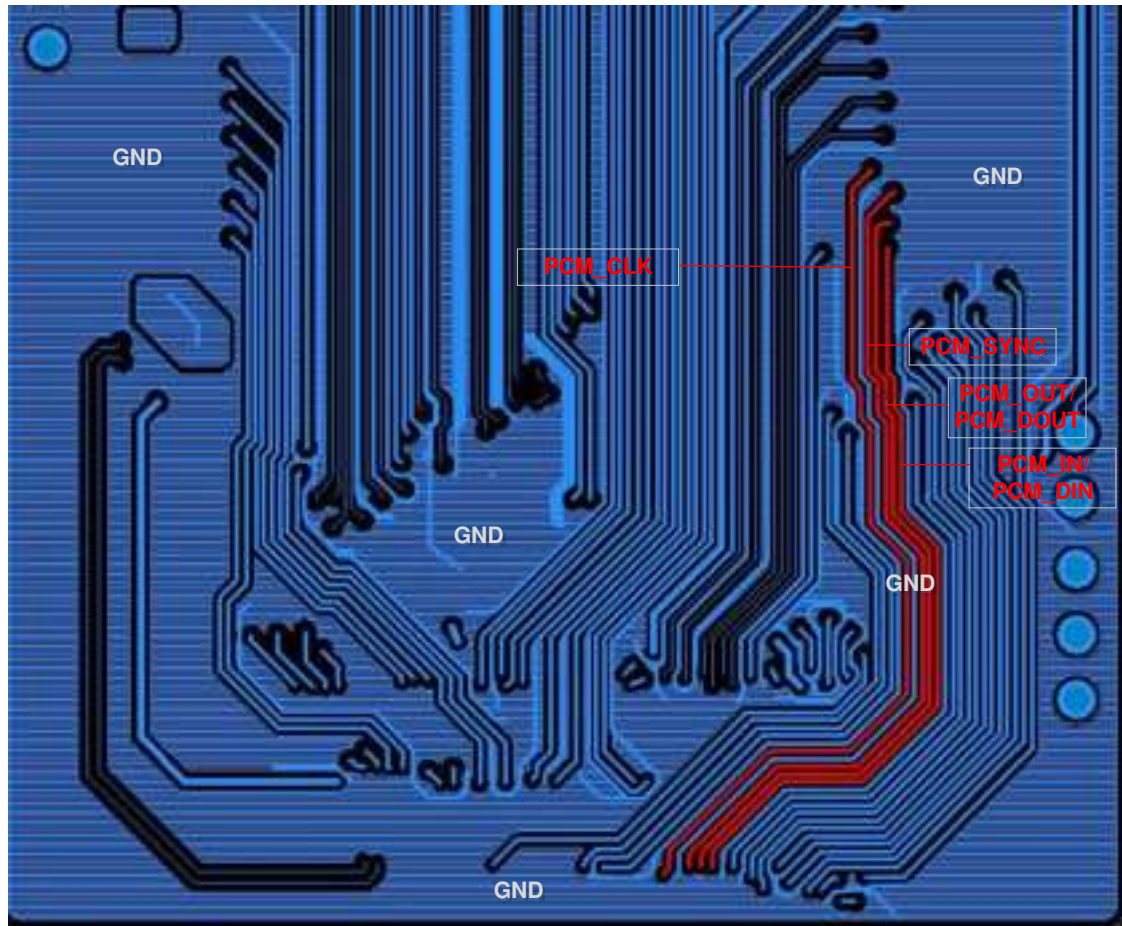 GND
GND
PCM_CLK
PCM_SYNC
PCM_OUT/
PCM_DOUT
PCM_IN/
PCM_DIN
GND
GND
GND